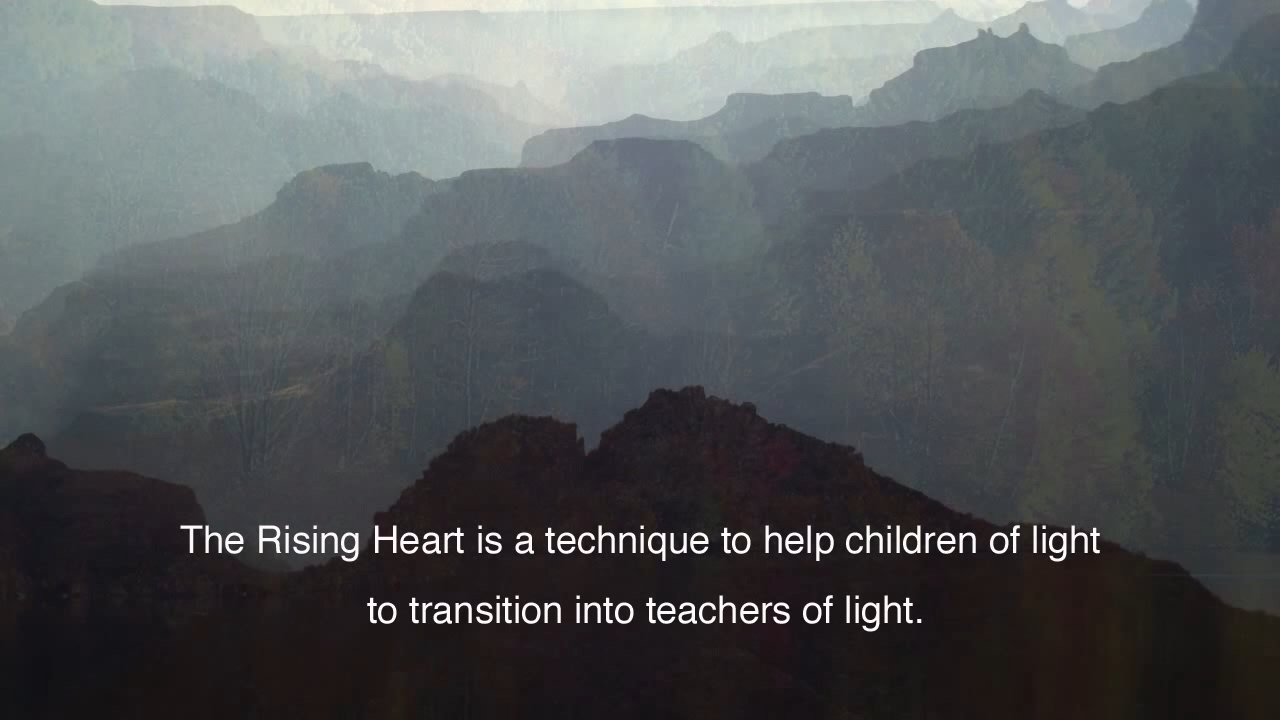 The Rising Heart is a technique to help children of light
to transition into teachers of light.